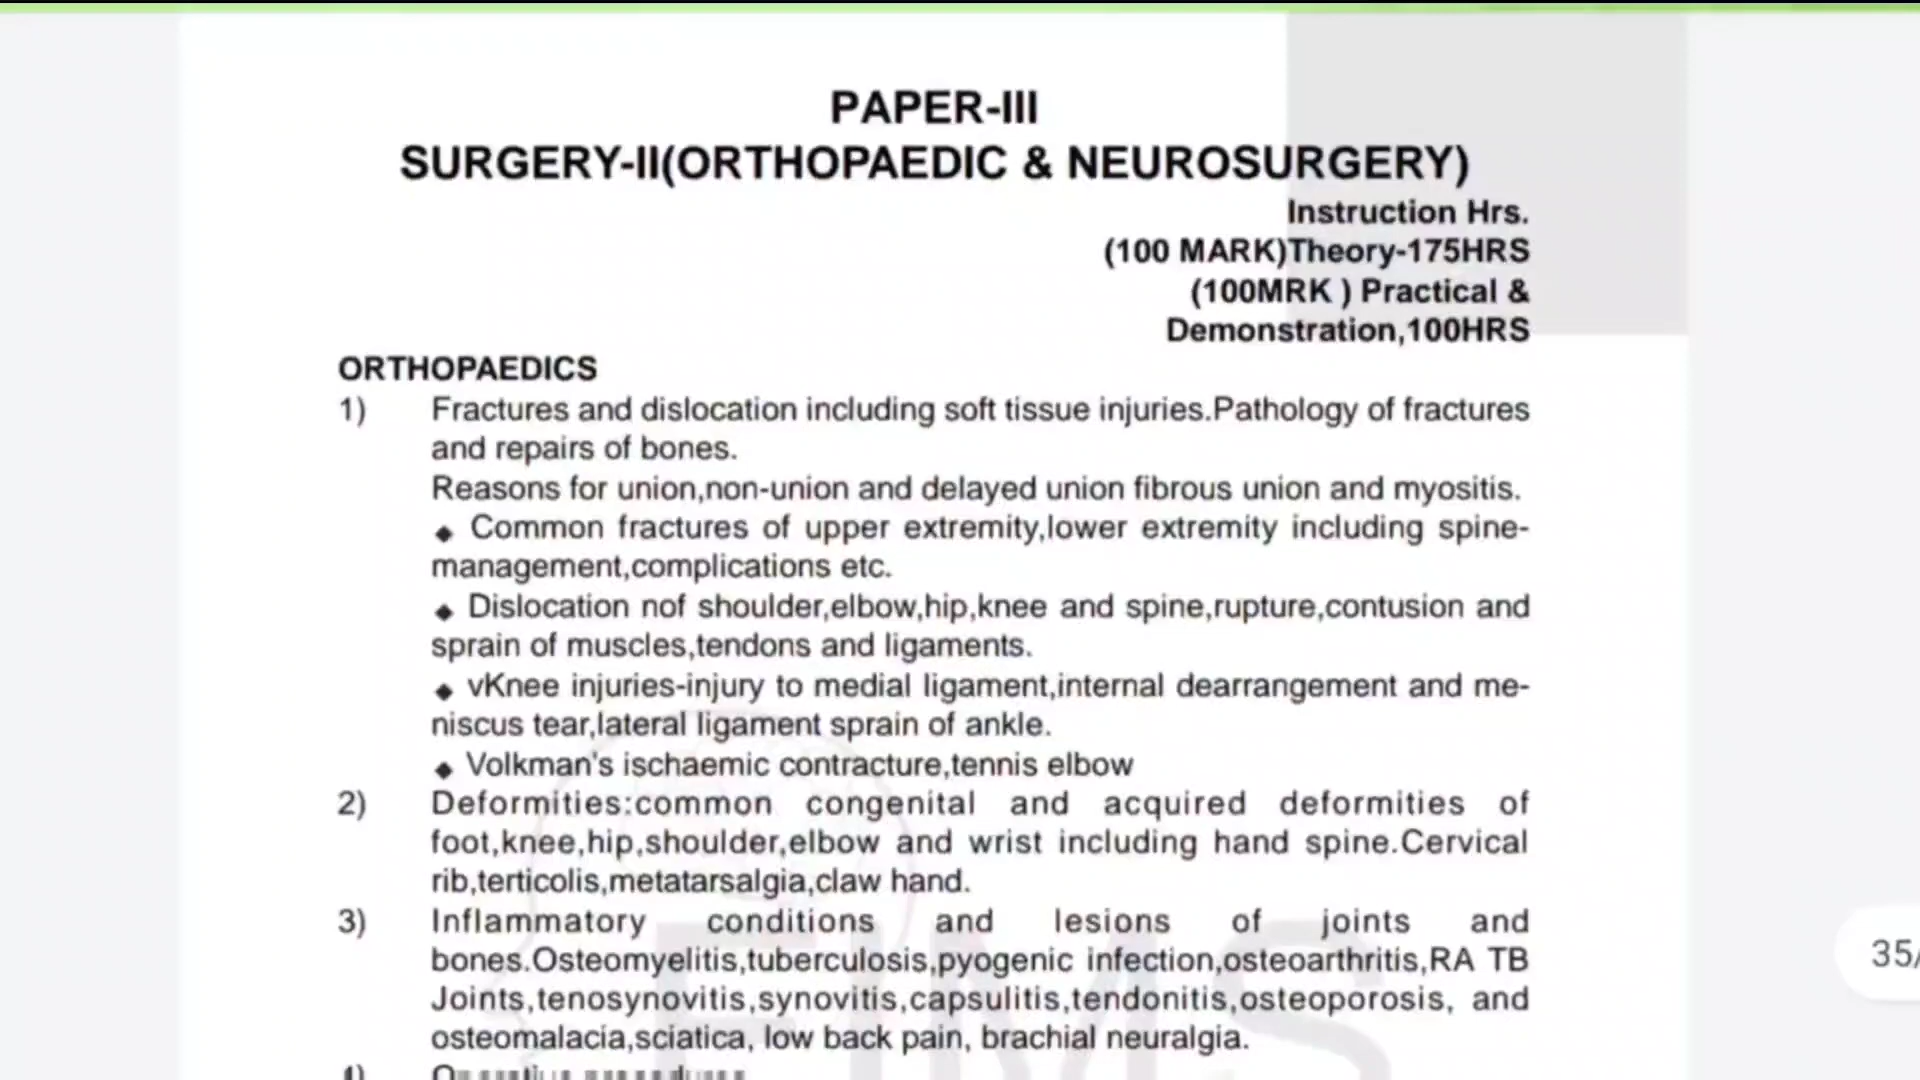 PAPER-III
SURGERY-II(ORTHOPAEDIC & NEUROSURGERY)
Instruction Hrs.
(100 MARK)Theory-175HRS
(100MRK ) Practical &
Demonstration,100HRS
ORTHOPAEDICS
1) Fractures and dislocation including soft tissue injuries.Pathology of fractures
and repairs of bones.
Reasons for union,non-union and delayed union fibrous union and myositis.
◆ Common fractures of upper extremity,lower extremity including spine-
management,complications etc.
◆ Dislocation nof shoulder,elbow,hip,knee and spine,rupture,contusion and
sprain of muscles,tendons and ligaments.
◆ vKnee injuries-injury to medial ligament,internal dearrangement and me-
niscus tear,lateral ligament sprain of ankle.
◆ Volkman's ischaemic contracture,tennis elbow
2) Deformities:common congenital and acquired deformities of
foot,knee,hip,shoulder,elbow and wrist including hand spine.Cervical
rib,terticolis,metatarsalgia,claw hand.
3) Inflammatory conditions and lesions of joints and
bones.Osteomyelitis,tuberculosis,pyogenic infection,osteoarthritis,RA TB
Joints,tenosynovitis,synovitis,capsulitis,tendonitis,osteoporosis, and
osteomalacia,sciatica, low back pain, brachial neuralgia.
35/